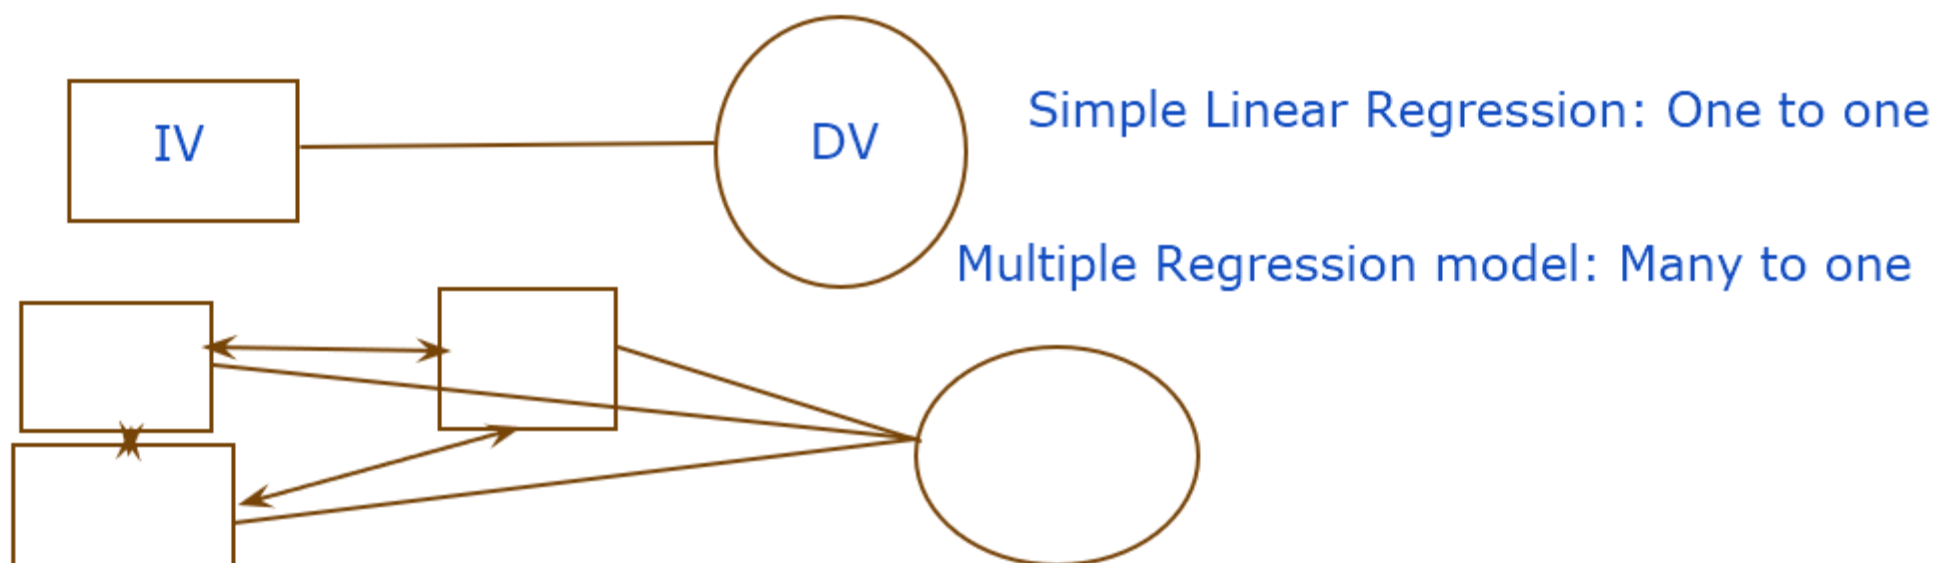 IV
DV
Simple Linear Regression: One to one
Multiple Regression model: Many to one